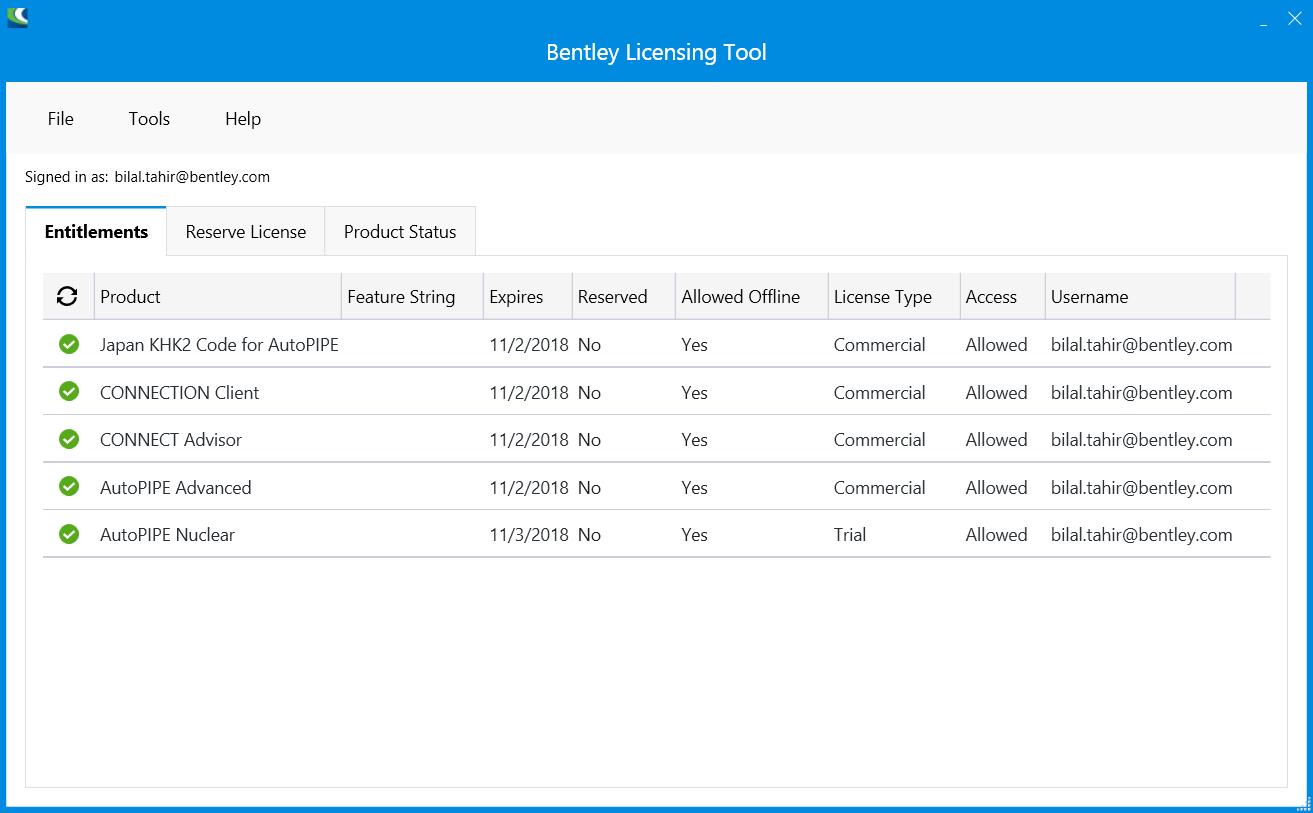 Bentley Licensing Tool
File Tools Help
Signed in as: bilal.tahir@bentley.com
Entitlements Reserve License Product Status
Product Feature String Expires Reserved Allowed Offline License Type Access Username
Japan KHK2 Code for AutoPIPE 11/2/2018 No Yes Commercial Allowed bilal.tahir@bentley.com
CONNECTION Client 11/2/2018 No Yes Commercial Allowed bilal.tahir@bentley.com
CONNECT Advisor 11/2/2018 No Yes Commercial Allowed bilal.tahir@bentley.com
AutoPIPE Advanced 11/2/2018 No Yes Commercial Allowed bilal.tahir@bentley.com
AutoPIPE Nuclear 11/3/2018 No Yes Trial Allowed bilal.tahir@bentley.com